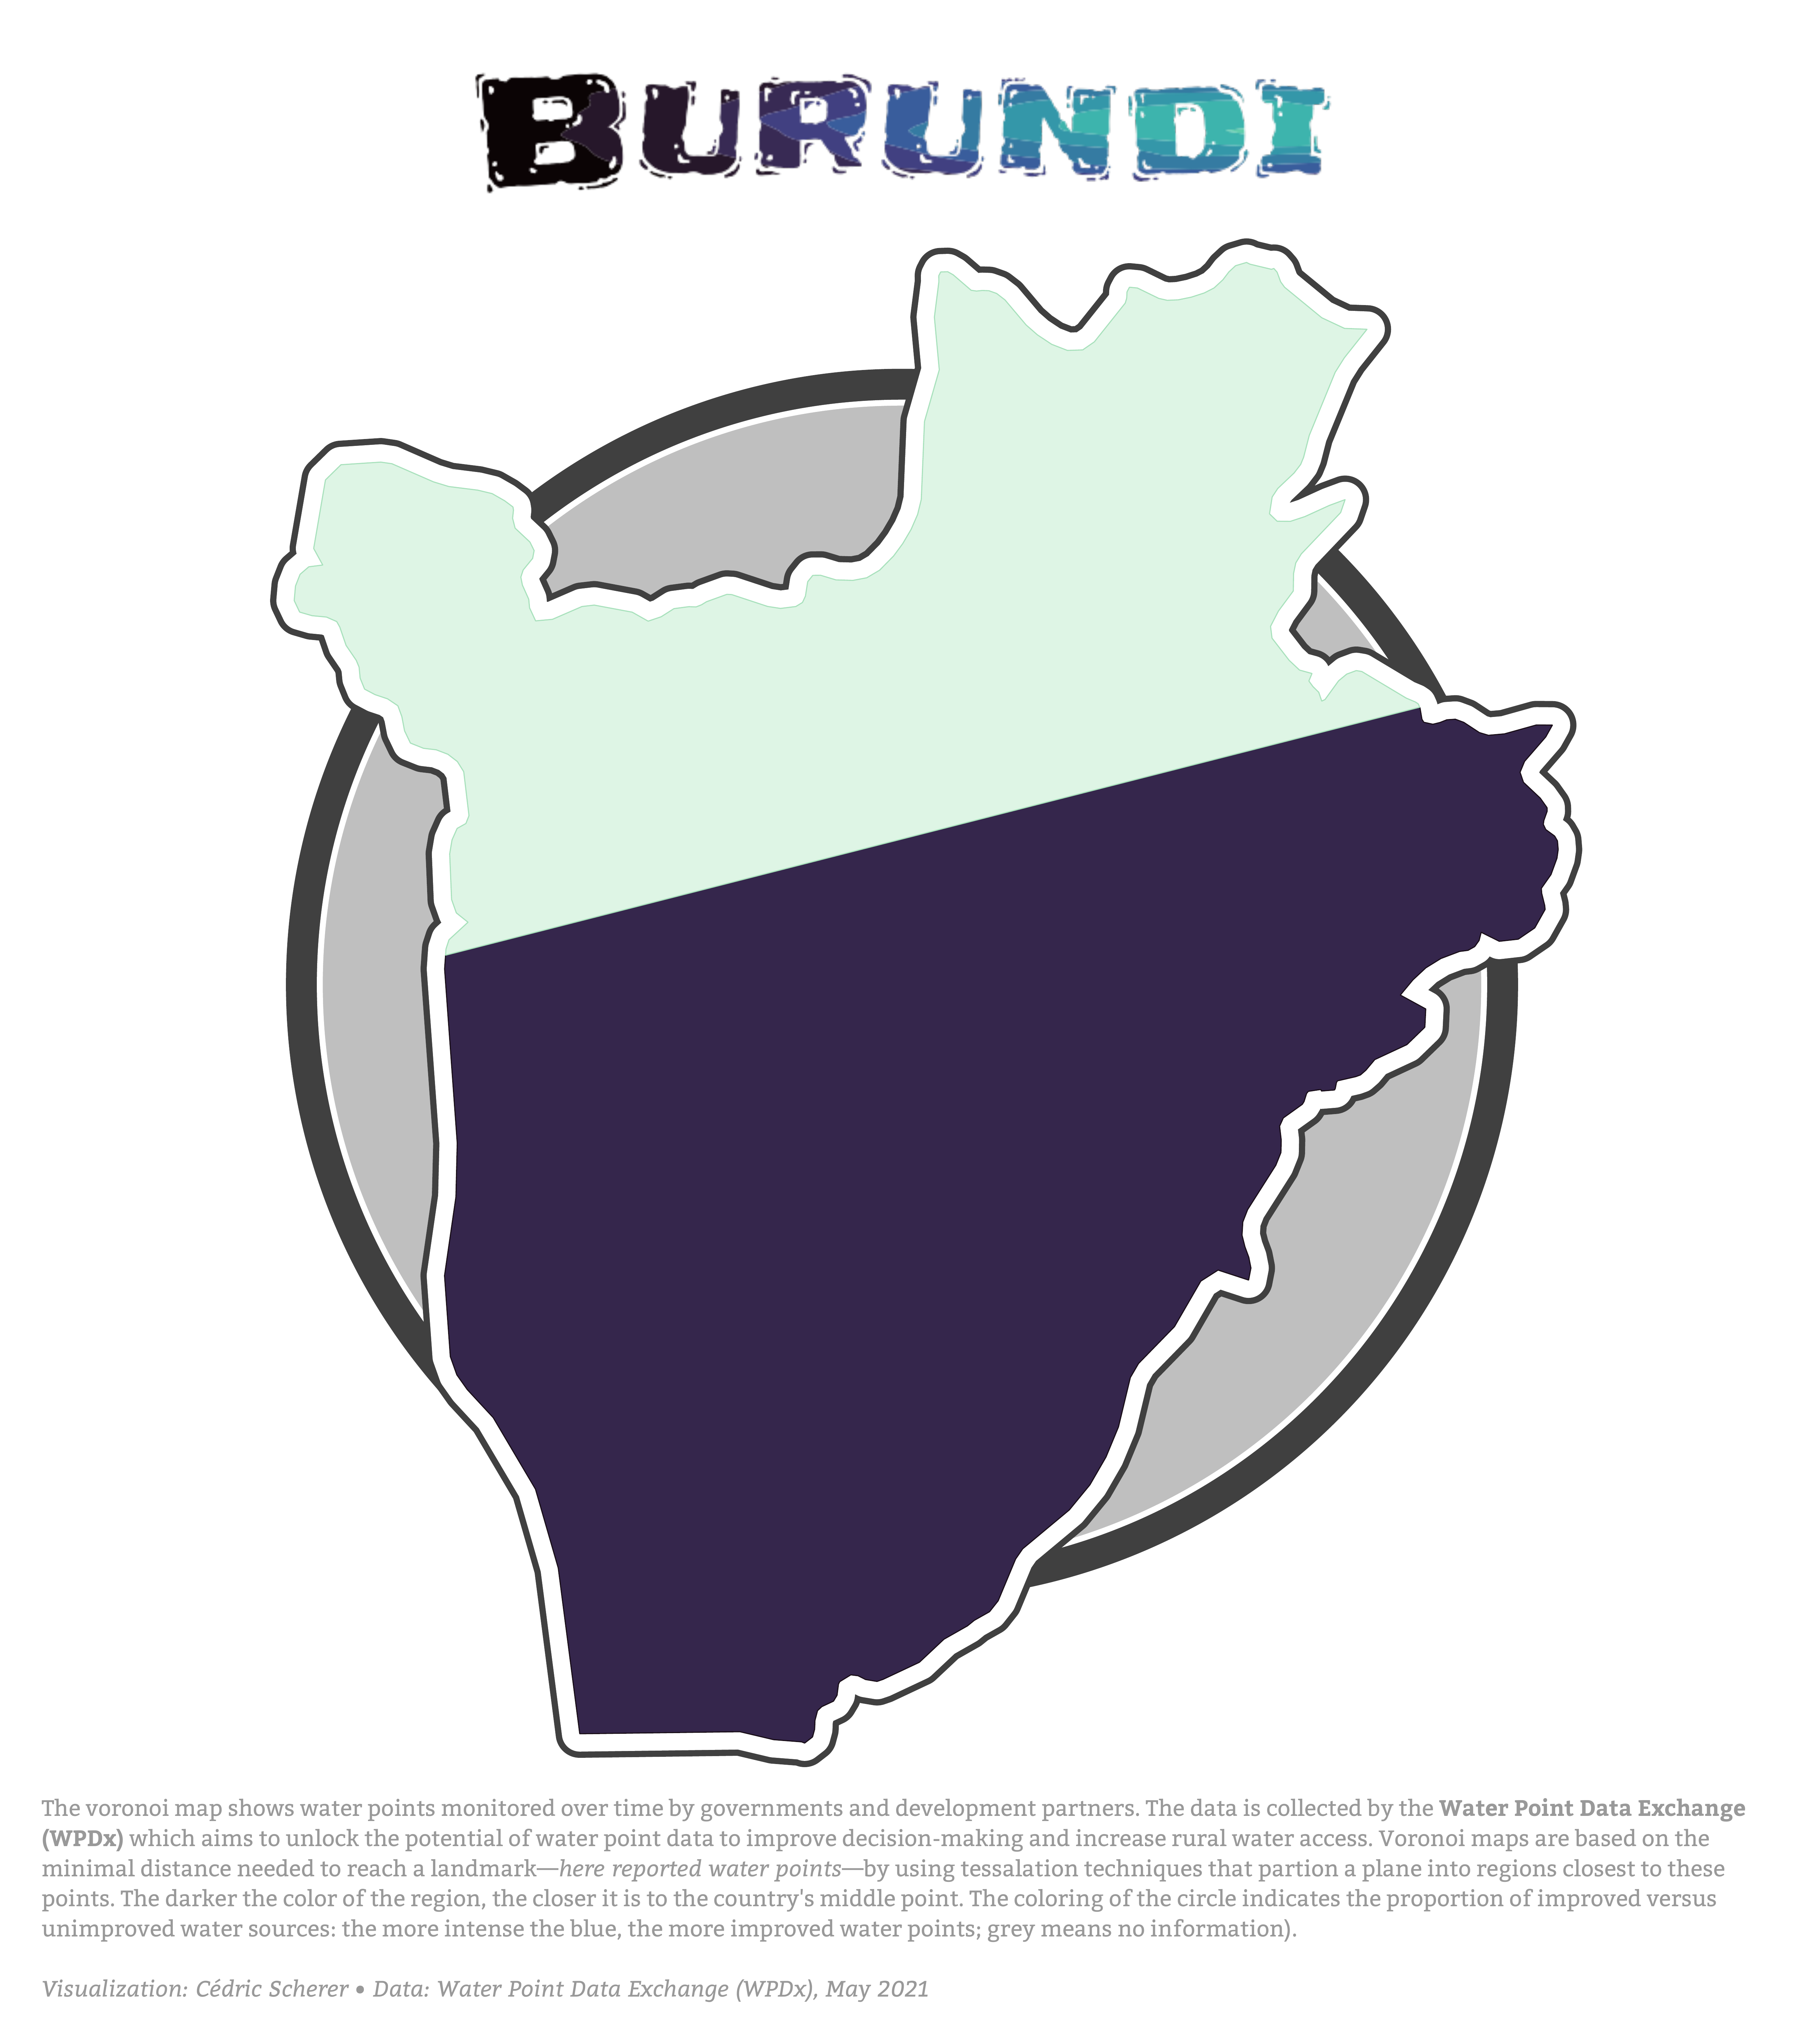 BURUNDI
The voronoi map shows water points monitored over time by governments and development partners. The data is collected by the Water Point Data Exchange
(WPDx) which aims to unlock the potential of water point data to improve decision-making and increase rural water access. Voronoi maps are based on the
minimal distance needed to reach a landmark—here reported water points—by using tessalation techniques that partion a plane into regions closest to these
points. The darker the color of the region, the closer it is to the country's middle point. The coloring of the circle indicates the proportion of improved versus
unimproved water sources: the more intense the blue, the more improved water points; grey means no information).
Visualization: Cédric Scherer • Data: Water Point Data Exchange (WPDx), May 2021